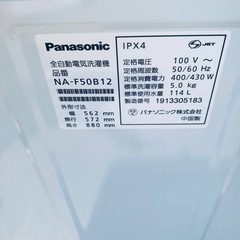 Panasonic
IPX4
JET
全自動電気洗濯機
品番
NA-F50B12
外形寸法
幅 562 mm
奥行 572 mm
高さ 880 mm
定格電圧 100 V~
定格周波数 50/60 Hz
定格消費電力 400/430 W
標準洗濯容量 5.0 kg
標準使用水量 114 L
製造番号 1913305183
パナソニック株式会社
中国製